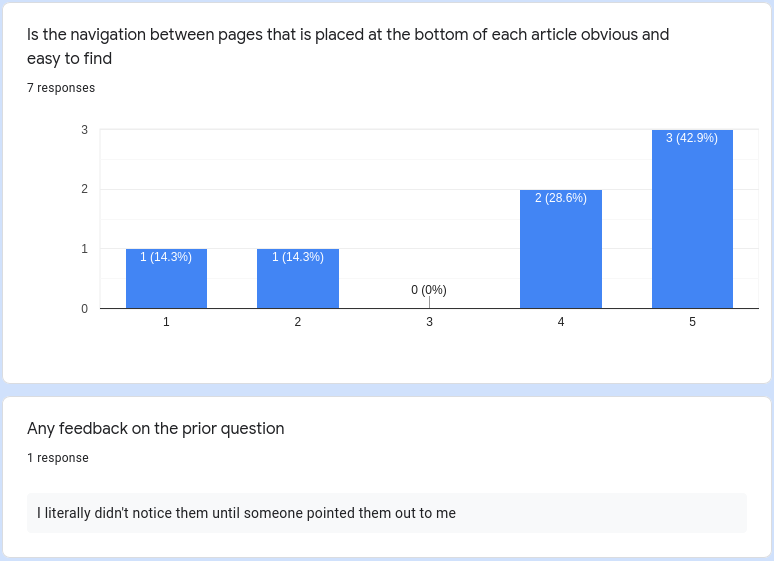 Is the navigation between pages that is placed at the bottom of each article obvious and
easy to find
7 responses
3
2
1
0
1 (14.3%)
1 (14.3%)
0 (0%)
2 (28.6%)
3 (42.9%)
1
2
3
4
5
Any feedback on the prior question
1 response
I literally didn't notice them until someone pointed them out to me